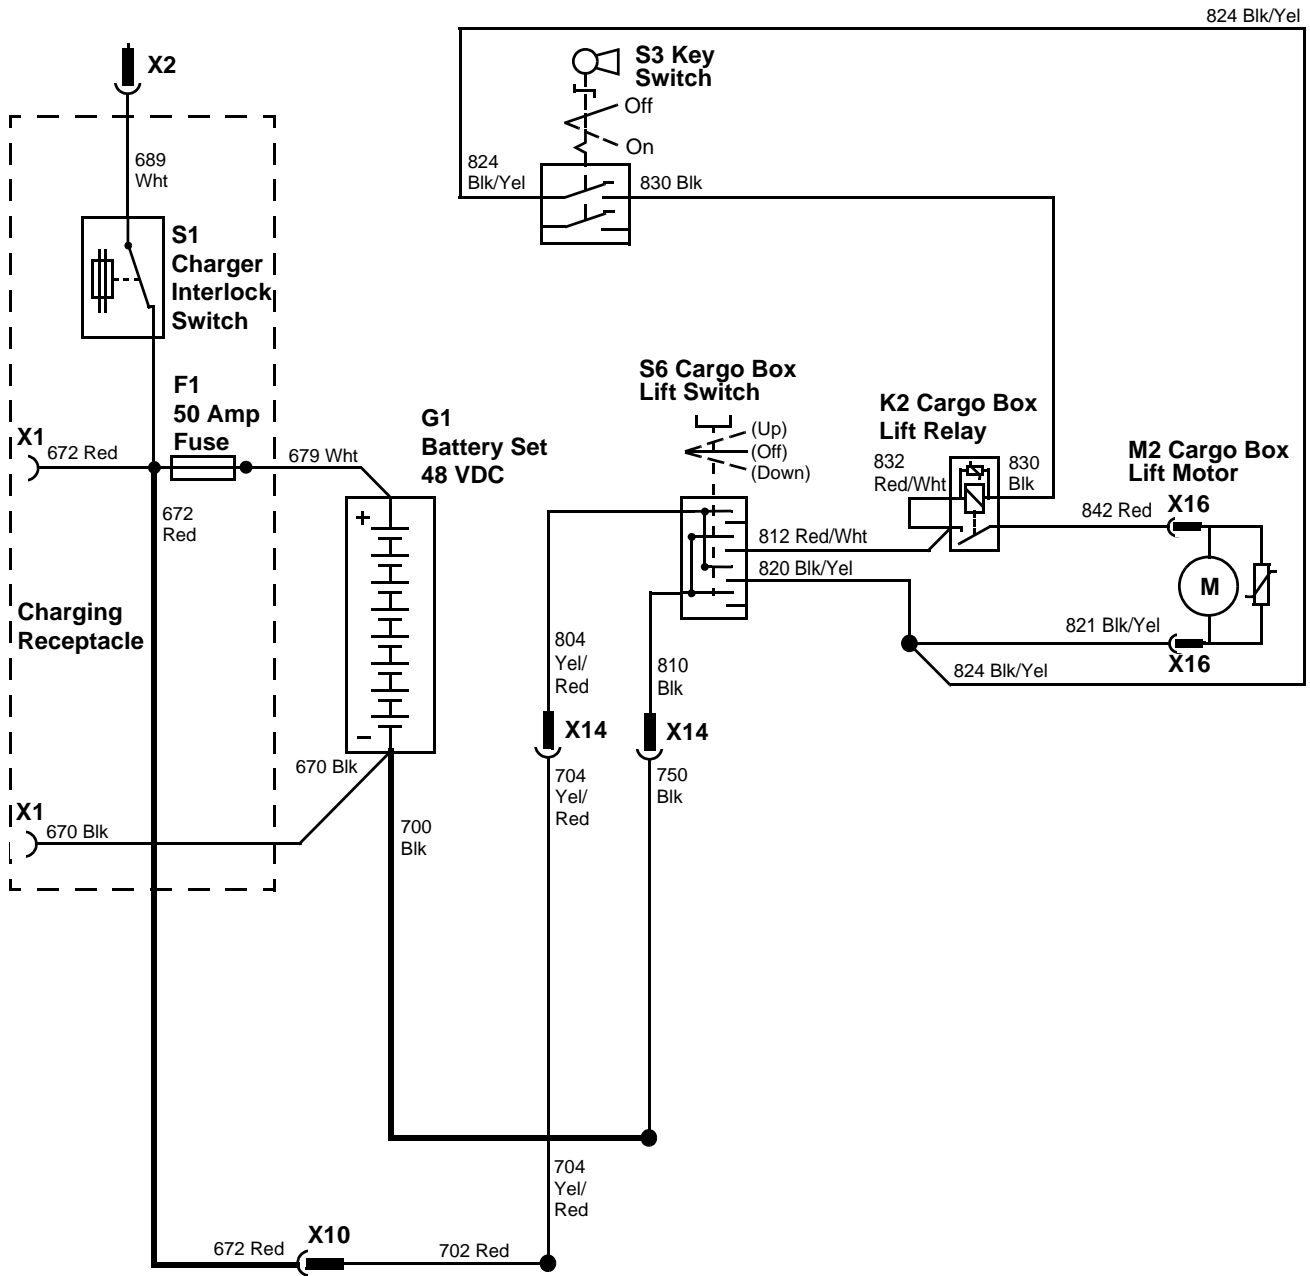 824 Blk/Yel
X2
S3 Key
Switch
Off
On
689
Wht
824
Blk/Yel
830 Blk
S1
Charger
Interlock
Switch
S6 Cargo Box
Lift Switch
(Up)
(Off)
(Down)
F1
50 Amp
Fuse
G1
Battery Set
48 VDC
K2 Cargo Box
Lift Relay
M2 Cargo Box
Lift Motor
X1
672 Red
679 Wht
832
Red/Wht
830
Blk
842 Red
X16
672
Red
+
812 Red/Wht
820 Blk/Yel
M
Charging
Receptacle
821 Blk/Yel
X16
824 Blk/Yel
804
Yel/
Red
810
Blk
X14
X14
–
670 Blk
704
Yel/
Red
750
Blk
X1
670 Blk
700
Blk
704
Yel/
Red
X10
672 Red
702 Red